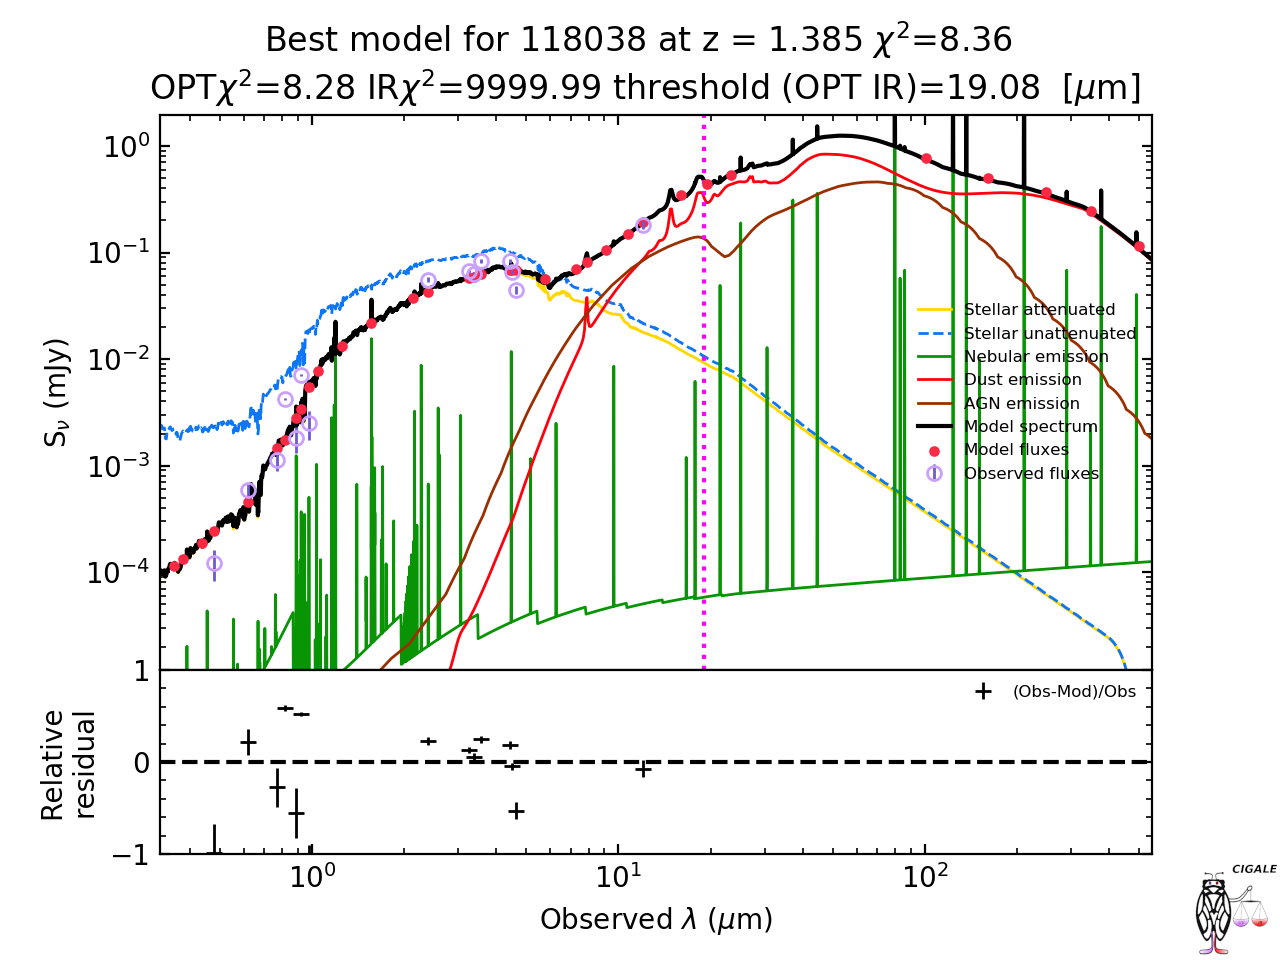 Best model for 118038 at z = 1.385 χ²=8.36
OPTχ²=8.28 IRχ²=9999.99 threshold (OPT IR)=19.08 [μm]
10⁰
10⁻¹
10⁻²
10⁻³
10⁻⁴
S_ν (mJy)
Stellar attenuated
Stellar unattenuated
Nebular emission
Dust emission
AGN emission
Model spectrum
Model fluxes
Observed fluxes
1
0
−1
Relative
residual
(Obs-Mod)/Obs
10⁰ 10¹ 10²
Observed λ (μm)
CIGALE